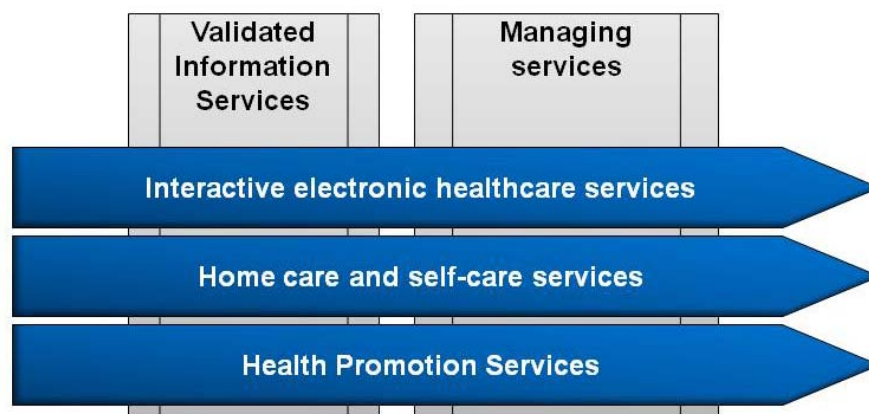 Validated
Information
Services
Managing
services
Interactive electronic healthcare services
Home care and self-care services
Health Promotion Services